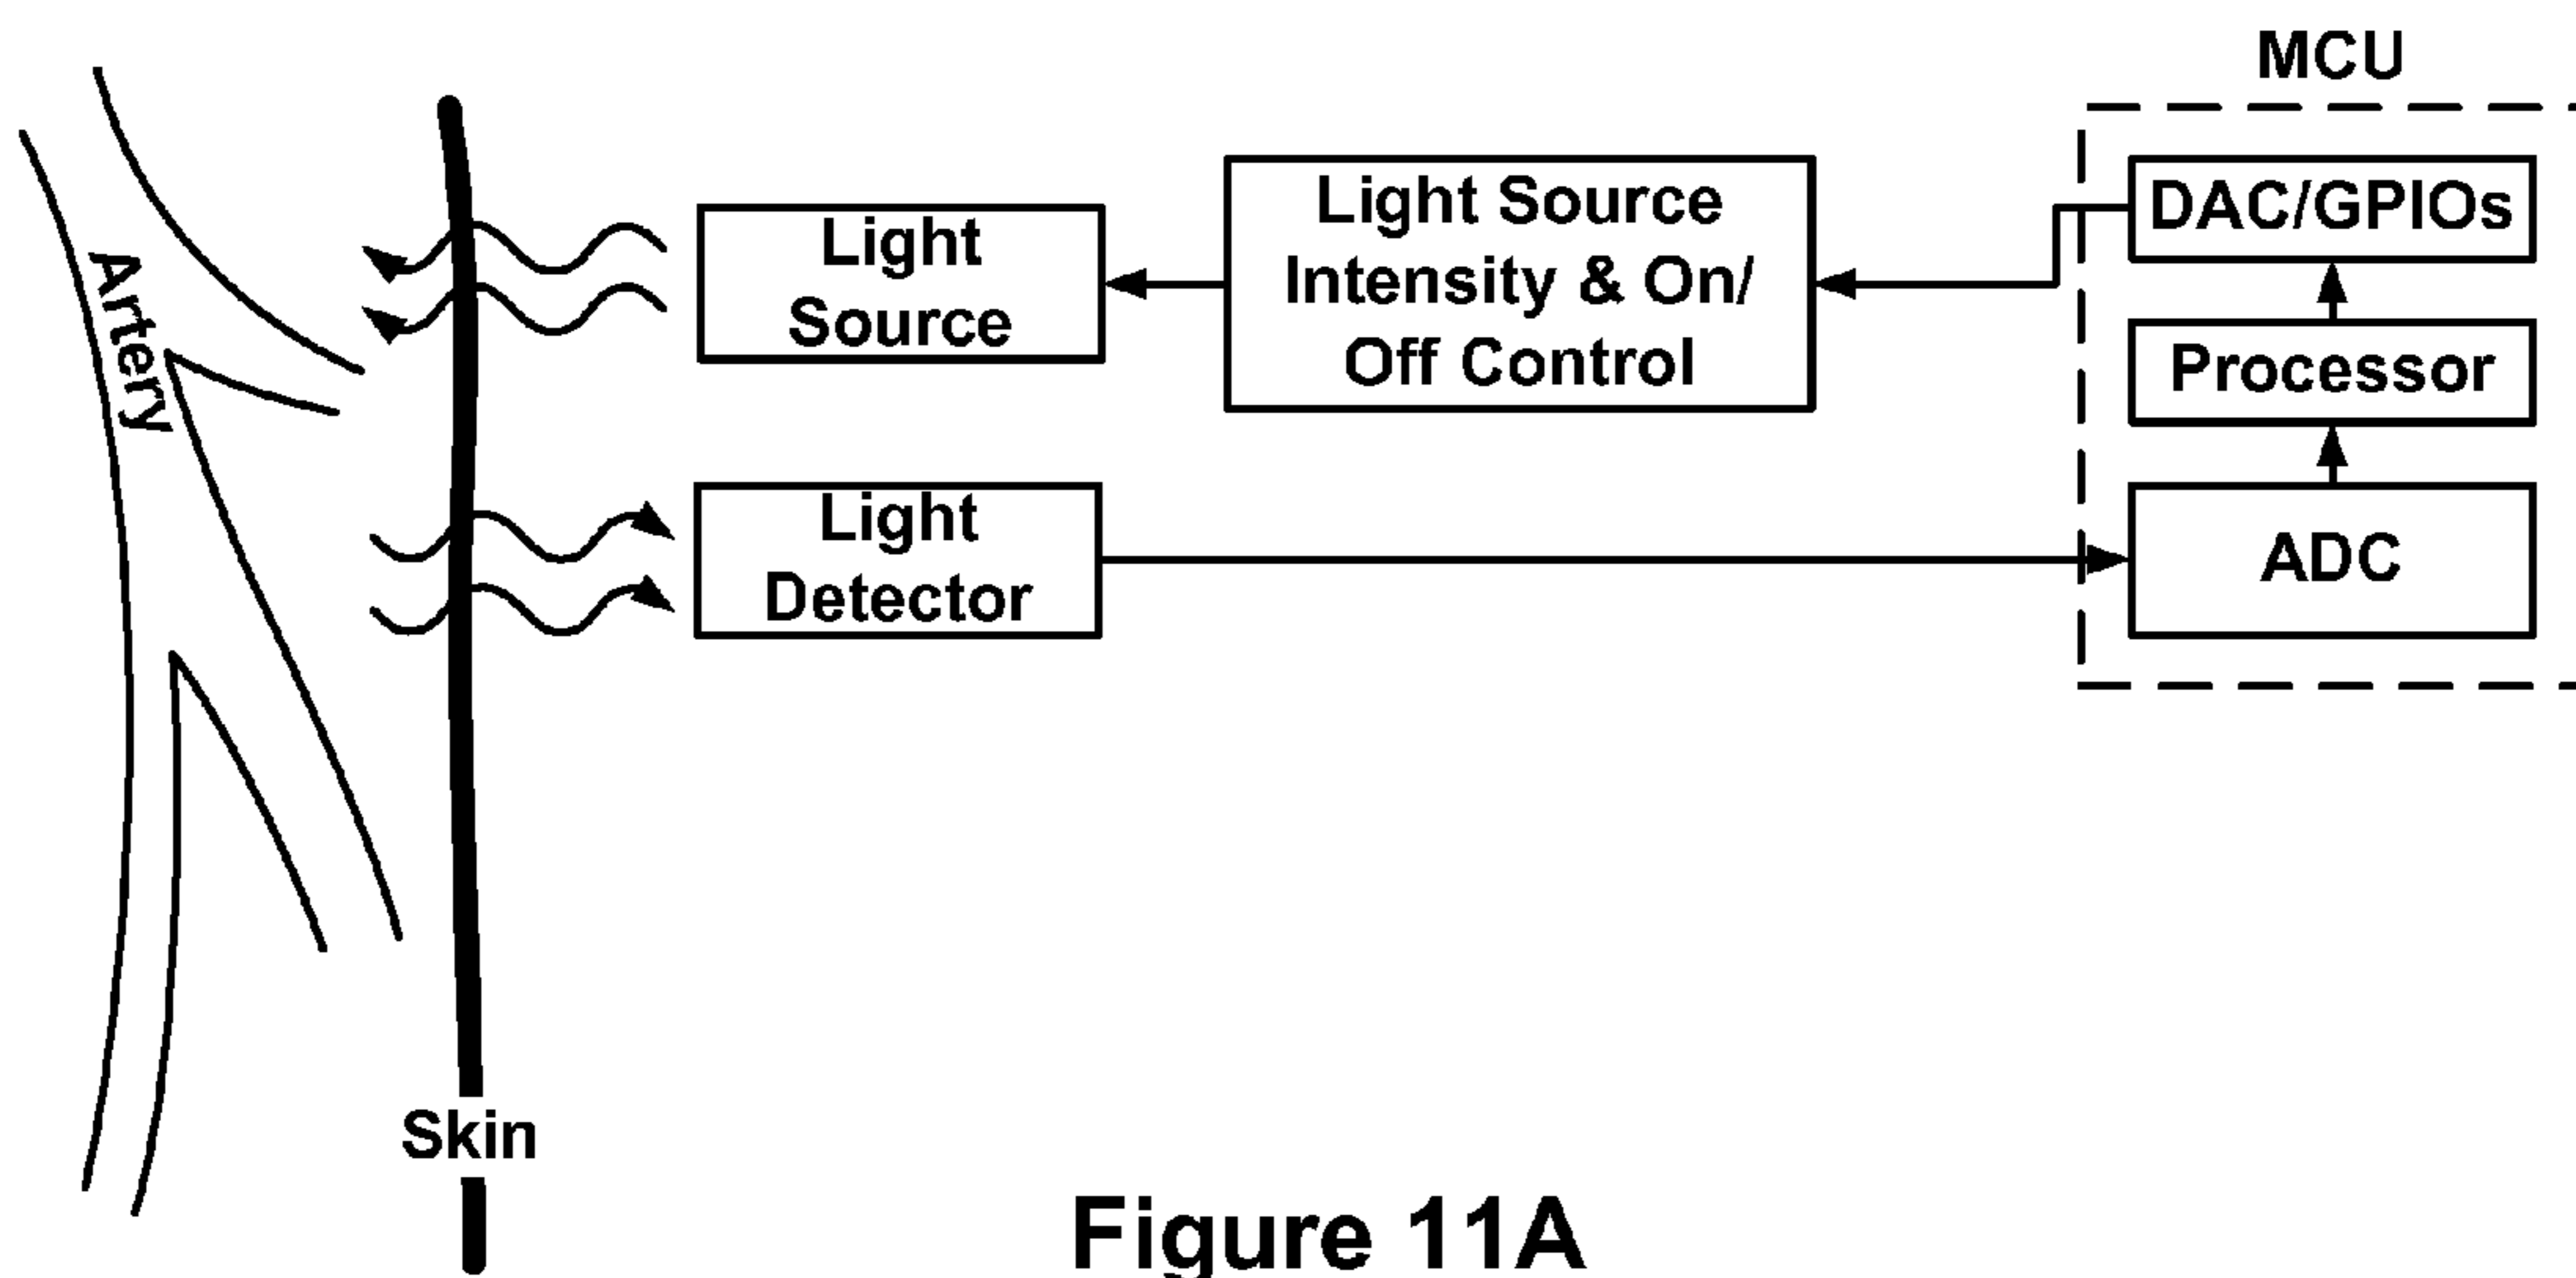 MCU
Artery
Light
Source
Light Source
Intensity & On/
Off Control
DAC/GPIOs
Processor
Light
Detector
ADC
Skin
Figure 11A